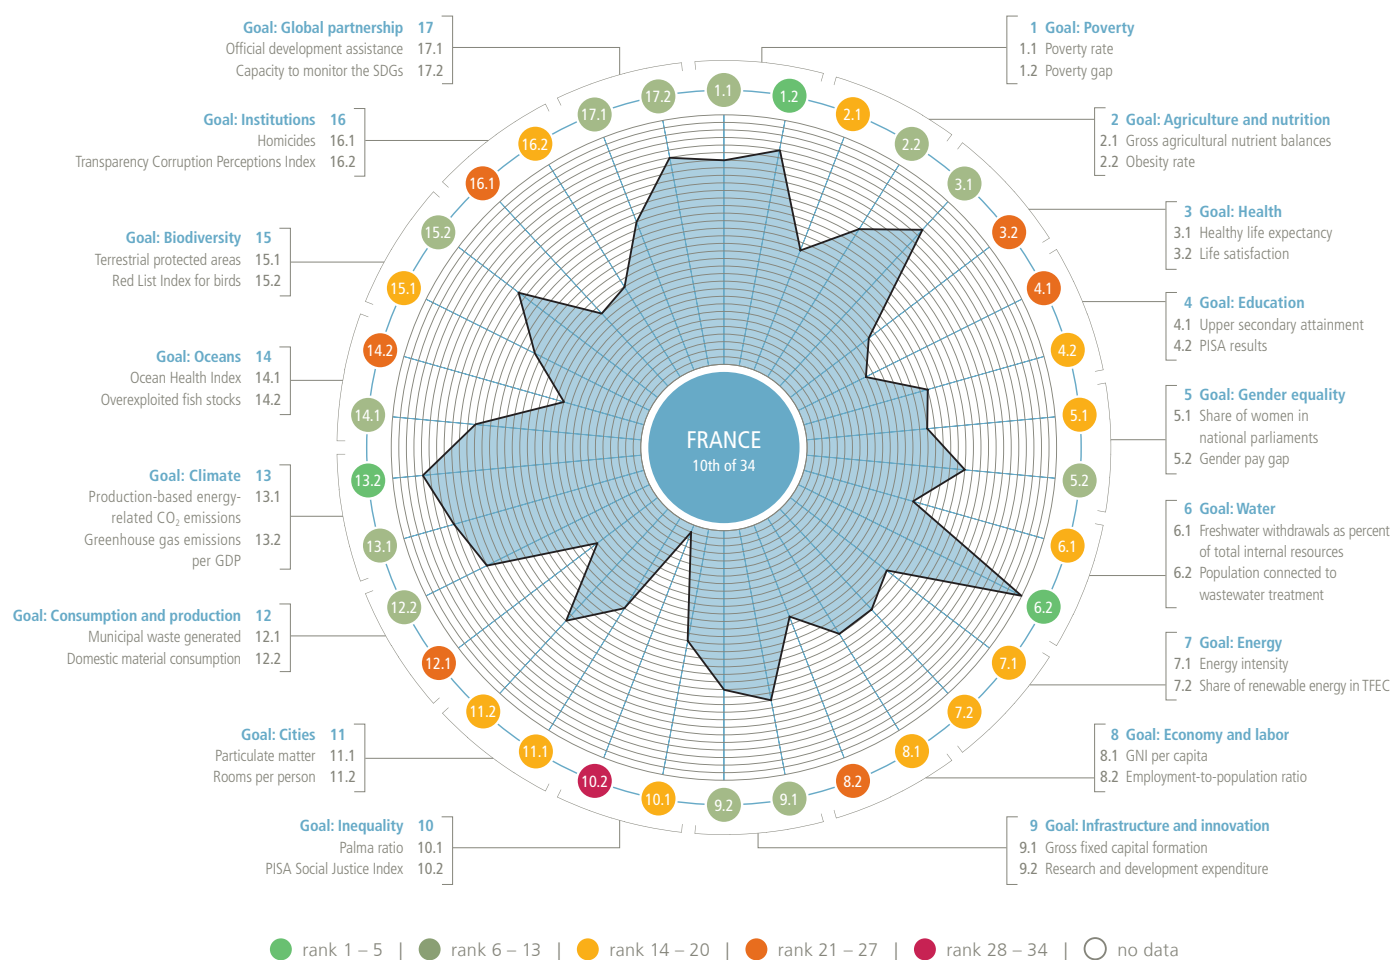 Goal: Global partnership 17
Official development assistance 17.1
Capacity to monitor the SDGs 17.2
Goal: Institutions 16
Homicides 16.1
Transparency Corruption Perceptions Index 16.2
Goal: Biodiversity 15
Terrestrial protected areas 15.1
Red List Index for birds 15.2
Goal: Oceans 14
Ocean Health Index 14.1
Overexploited fish stocks 14.2
Goal: Climate 13
Production-based energy- 13.1
related CO₂ emissions
Greenhouse gas emissions 13.2
per GDP
Goal: Consumption and production 12
Municipal waste generated 12.1
Domestic material consumption 12.2
Goal: Cities 11
Particulate matter 11.1
Rooms per person 11.2
Goal: Inequality 10
Palma ratio 10.1
PISA Social Justice Index 10.2
1.1
1.2
2.1
2.2
3.1
3.2
4.1
4.2
5.1
5.2
6.1
6.2
7.1
7.2
8.1
8.2
9.1
9.2
10.1
10.2
11.1
11.2
12.1
12.2
13.1
13.2
14.1
14.2
15.1
15.2
16.1
16.2
17.1
17.2
FRANCE
10th of 34
1 Goal: Poverty
1.1 Poverty rate
1.2 Poverty gap
2 Goal: Agriculture and nutrition
2.1 Gross agricultural nutrient balances
2.2 Obesity rate
3 Goal: Health
3.1 Healthy life expectancy
3.2 Life satisfaction
4 Goal: Education
4.1 Upper secondary attainment
4.2 PISA results
5 Goal: Gender equality
5.1 Share of women in
national parliaments
5.2 Gender pay gap
6 Goal: Water
6.1 Freshwater withdrawals as percent
of total internal resources
6.2 Population connected to
wastewater treatment
7 Goal: Energy
7.1 Energy intensity
7.2 Share of renewable energy in TFEC
8 Goal: Economy and labor
8.1 GNI per capita
8.2 Employment-to-population ratio
9 Goal: Infrastructure and innovation
9.1 Gross fixed capital formation
9.2 Research and development expenditure
rank 1 – 5 | rank 6 – 13 | rank 14 – 20 | rank 21 – 27 | rank 28 – 34 | no data